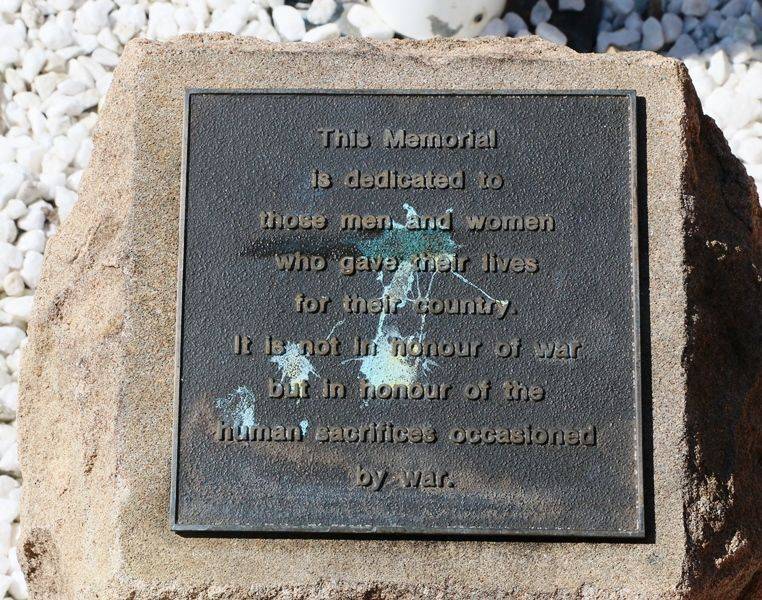 This Memorial
is dedicated to
those men and women
who gave their lives
for their country.
It is not in honour of war
but in honour of the
human sacrifices occasioned
by war.